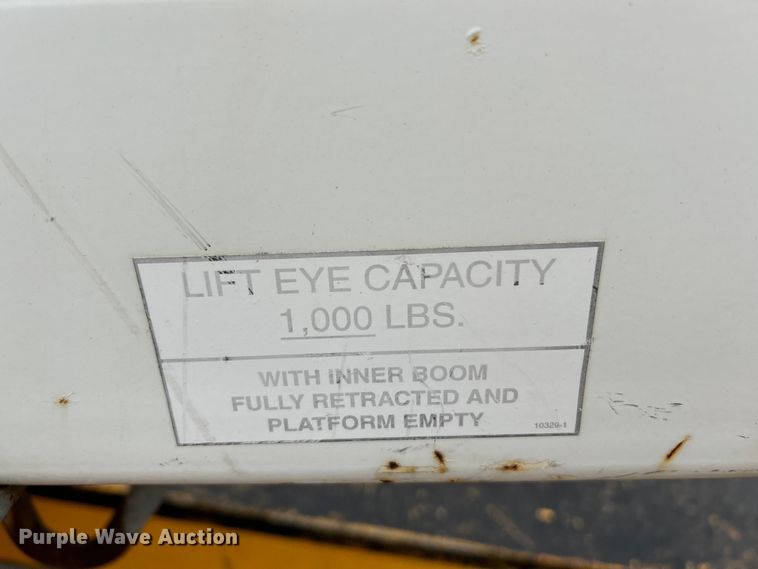 LIFT EYE CAPACITY
1,000 LBS.
WITH INNER BOOM
FULLY RETRACTED AND
PLATFORM EMPTY
10329-1
Purple Wave Auction